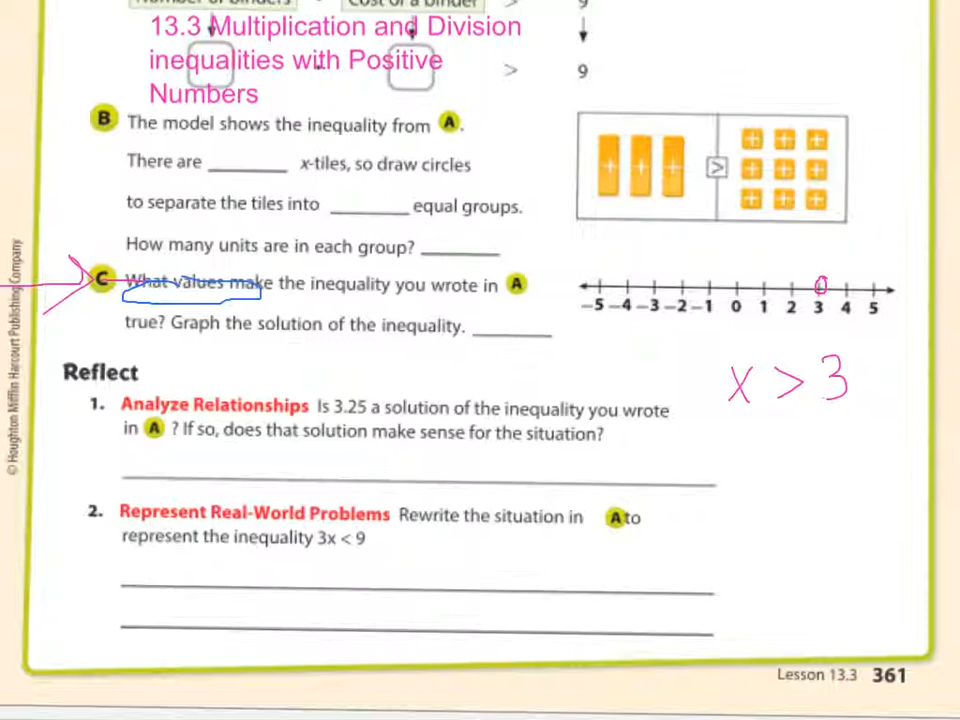 Cost of a binder > 9
13.3 Multiplication and Division
inequalities with Positive
Numbers
> 9
B The model shows the inequality from A.
There are ________ x-tiles, so draw circles
to separate the tiles into ________ equal groups.
How many units are in each group? ________
>
C What values make the inequality you wrote in A
true? Graph the solution of the inequality. ________
−5 −4 −3 −2 −1 0 1 2 3 4 5
x > 3
Reflect
1. Analyze Relationships Is 3.25 a solution of the inequality you wrote
in A ? If so, does that solution make sense for the situation?
2. Represent Real-World Problems Rewrite the situation in A to
represent the inequality 3x < 9
© Houghton Mifflin Harcourt Publishing Company
Lesson 13.3 361